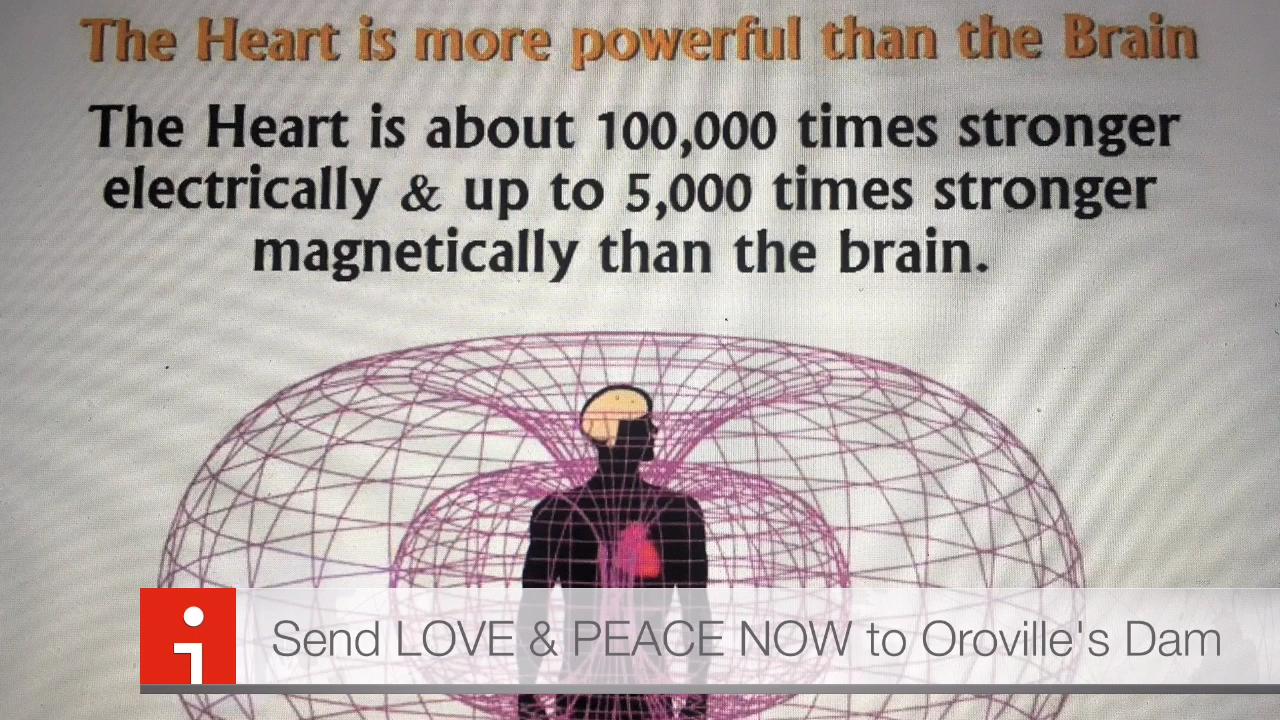 The Heart is more powerful than the Brain
The Heart is about 100,000 times stronger
electrically & up to 5,000 times stronger
magnetically than the brain.
Send LOVE & PEACE NOW to Oroville's Dam